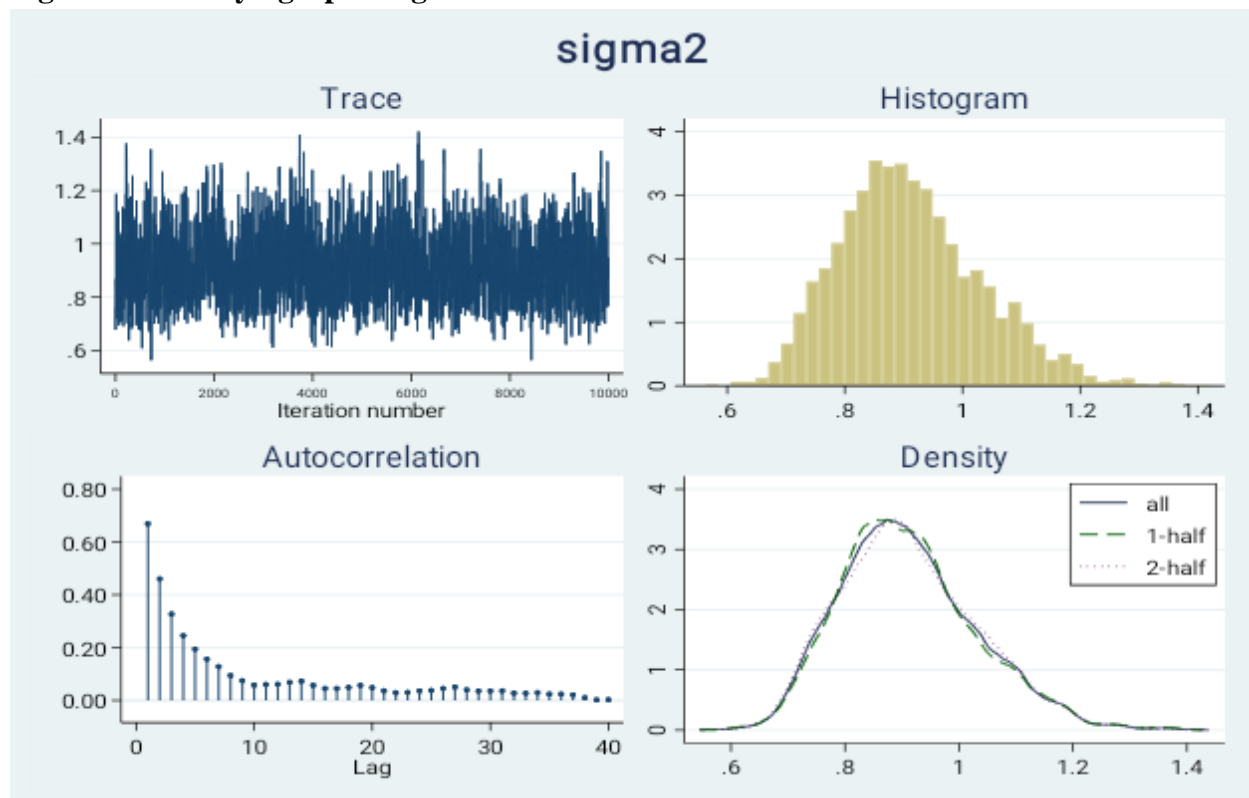 sigma2
Trace
1.4
1.2
1
.8
.6
0 2000 4000 6000 8000 10000
Iteration number
Histogram
4
3
2
1
0
.6 .8 1 1.2 1.4
Autocorrelation
0.80
0.60
0.40
0.20
0.00
0 10 20 30 40
Lag
Density
4
3
2
1
0
all
1-half
2-half
.6 .8 1 1.2 1.4